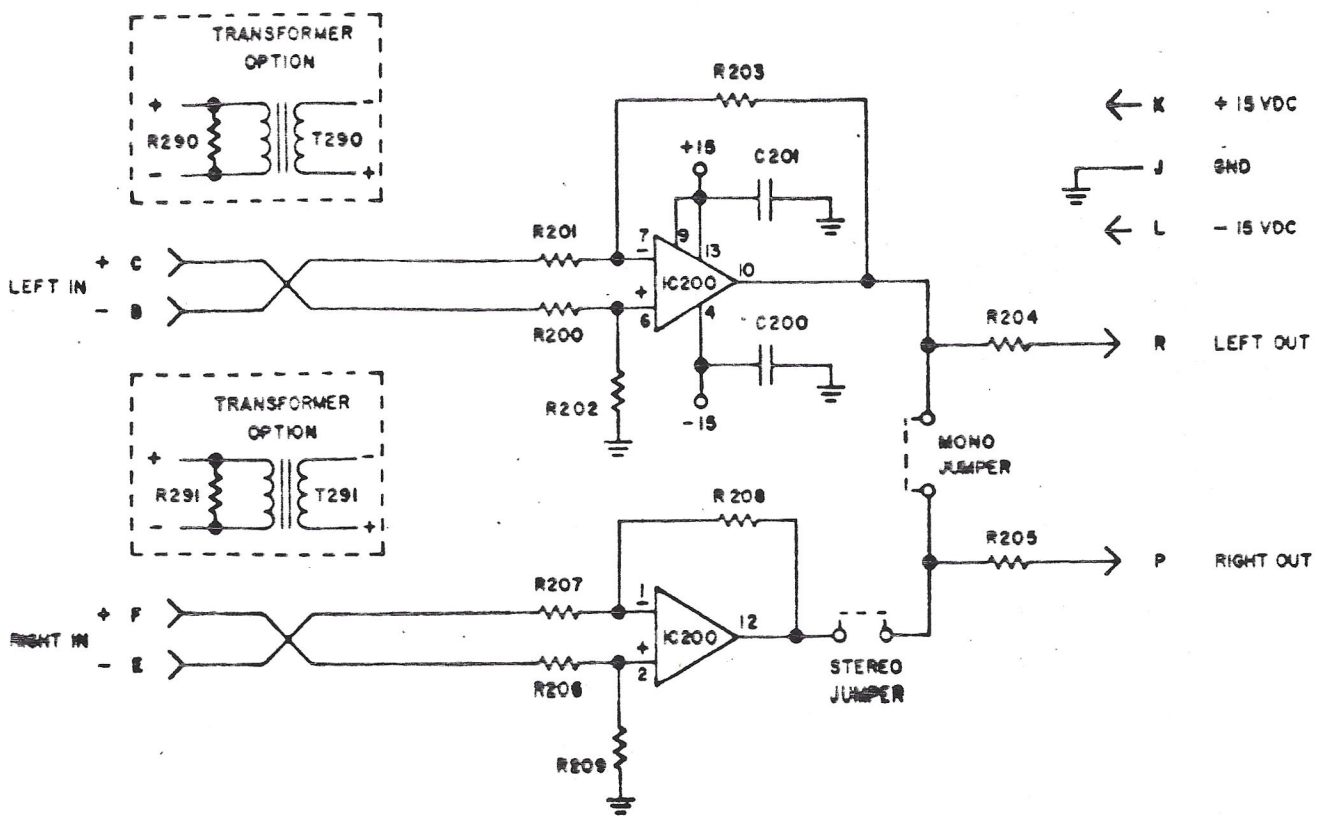 TRANSFORMER
OPTION
+
-
R290
T290
-
+
R203
K + 15 VDC
J GND
L - 15 VDC
+15
C201
R201
7
-
9
13
10
IC200
+
6
4
LEFT IN
+ C
- B
R200
C200
R202
-15
R204
R LEFT OUT
TRANSFORMER
OPTION
+
-
R291
T291
-
+
MONO
JUMPER
R208
R205
P RIGHT OUT
R207
1
-
12
IC200
+
2
RIGHT IN
+ F
- E
R206
STEREO
JUMPER
R209